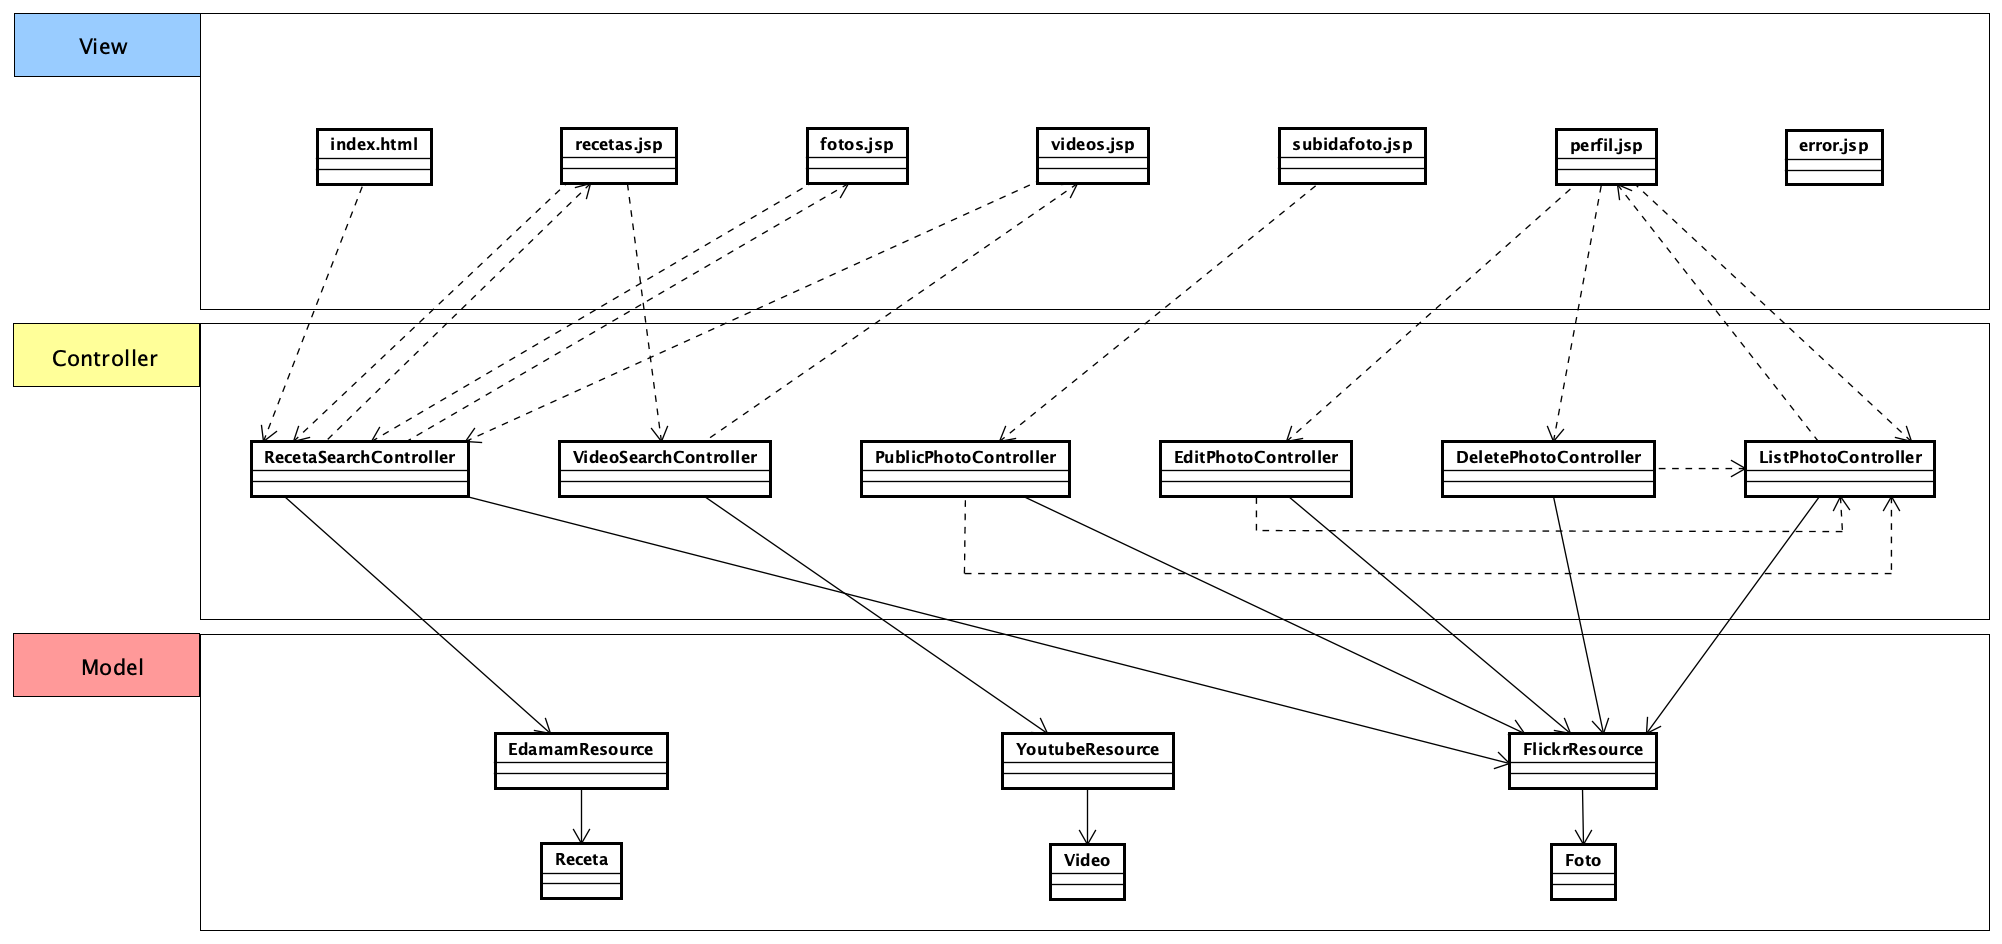 View
index.html
recetas.jsp
fotos.jsp
videos.jsp
subidafoto.jsp
perfil.jsp
error.jsp
Controller
RecetaSearchController
VideoSearchController
PublicPhotoController
EditPhotoController
DeletePhotoController
ListPhotoController
Model
EdamamResource
YoutubeResource
FlickrResource
Receta
Video
Foto